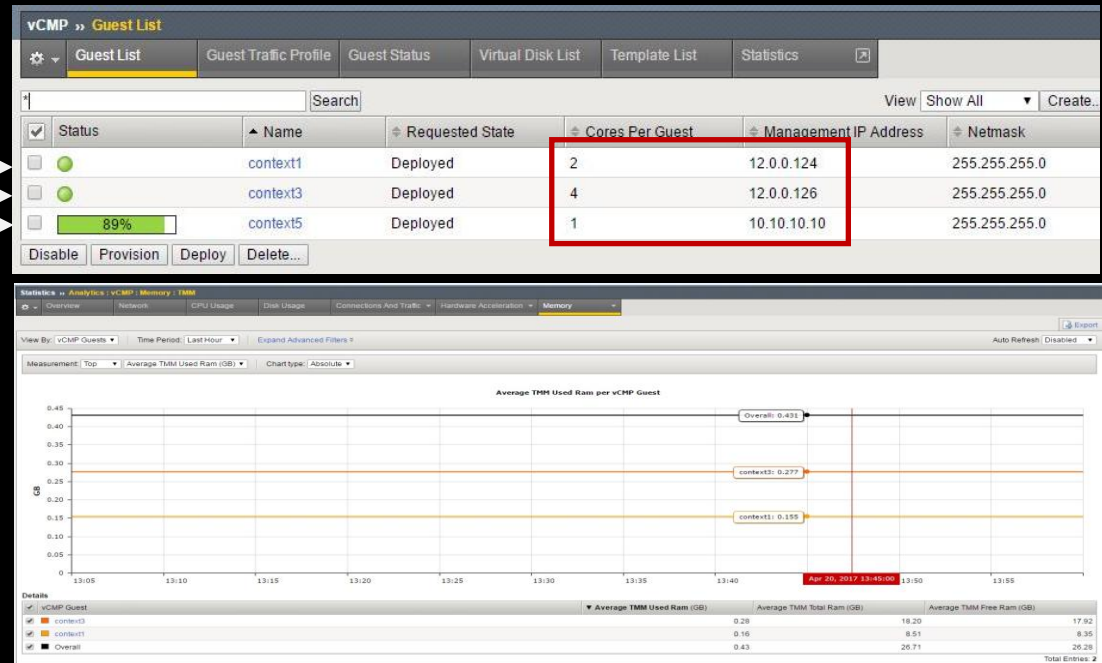 vCMP » Guest List
Guest List Guest Traffic Profile Guest Status Virtual Disk List Template List Statistics
* Search View Show All Create...
Status Name Requested State Cores Per Guest Management IP Address Netmask
context1 Deployed 2 12.0.0.124 255.255.255.0
context3 Deployed 4 12.0.0.126 255.255.255.0
89% context5 Deployed 1 10.10.10.10 255.255.255.0
Disable Provision Deploy Delete...
Statistics » Analytics : vCMP : Memory : TMM
Overview Network CPU Usage Disk Usage Connections And Traffic Hardware Acceleration Memory
Export
View By: vCMP Guests Time Period: Last Hour Expand Advanced Filters Auto Refresh Disabled
Measurement: Top Average TMM Used Ram (GB) Chart type: Absolute
Average TMM Used Ram per vCMP Guest
0.45
Overall: 0.431
0.40
0.35
0.30
context3: 0.277
0.25
GB
0.20
0.15
context1: 0.155
0.10
0.05
0
13:05 13:10 13:15 13:20 13:25 13:30 13:35 13:40 Apr 20, 2017 13:45:00 13:50 13:55
Details
vCMP Guest Average TMM Used Ram (GB) Average TMM Total Ram (GB) Average TMM Free Ram (GB)
context3 0.28 18.20 17.92
context1 0.16 8.51 8.35
Overall 0.43 26.71 26.28
Total Entries: 2